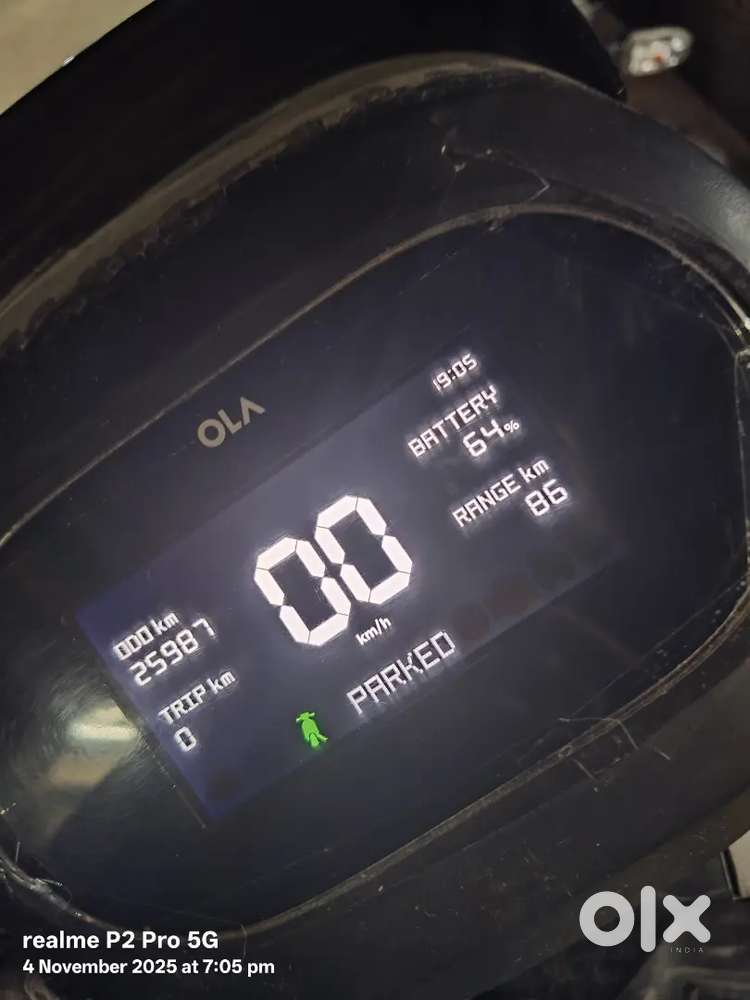 OLA
19:05
BATTERY
64%
RANGE km
86
00
km/h
ODO km
25987
TRIP km
0
PARKED
realme P2 Pro 5G
4 November 2025 at 7:05 pm
olx
INDIA